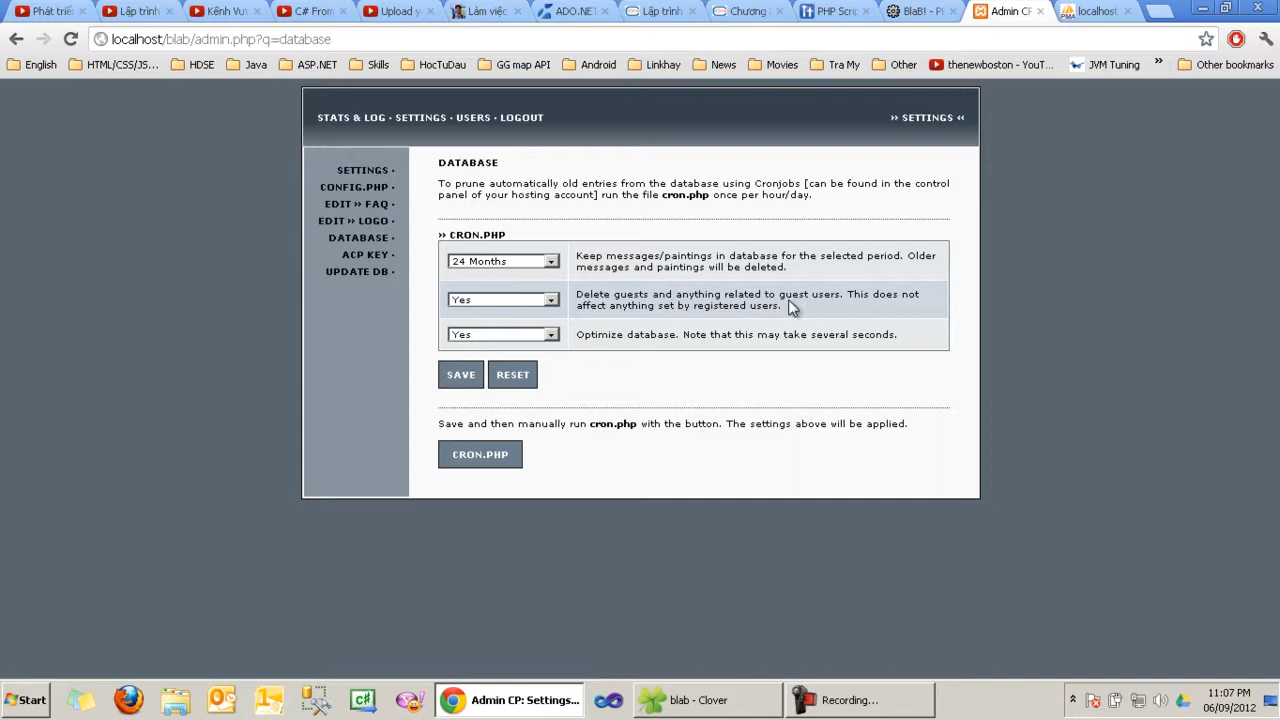 Phát triể
Lập trình
Kênh Vư
C# From
Upload y
Làm việc
ADO.NET
Lập trình
Chương
PHP Scri
BlaB! - P
Admin CP
localhost
localhost/blab/admin.php?q=database
English
HTML/CSS/JS...
HDSE
Java
ASP.NET
Skills
HocTuDau
GG map API
Android
Linkhay
News
Movies
Tra My
Other
thenewboston - YouT...
JVM Tuning
»
Other bookmarks
STATS & LOG · SETTINGS · USERS · LOGOUT
›› SETTINGS ‹‹
SETTINGS ·
CONFIG.PHP ·
EDIT ›› FAQ ·
EDIT ›› LOGO ·
DATABASE ·
ACP KEY ·
UPDATE DB ·
DATABASE
To prune automatically old entries from the database using Cronjobs [can be found in the control
panel of your hosting account] run the file cron.php once per hour/day.
›› CRON.PHP
24 Months
Keep messages/paintings in database for the selected period. Older
messages and paintings will be deleted.
Yes
Delete guests and anything related to guest users. This does not
affect anything set by registered users.
Yes
Optimize database. Note that this may take several seconds.
SAVE
RESET
Save and then manually run cron.php with the button. The settings above will be applied.
CRON.PHP
Start
Admin CP: Settings...
blab - Clover
Recording...
11:07 PM
06/09/2012